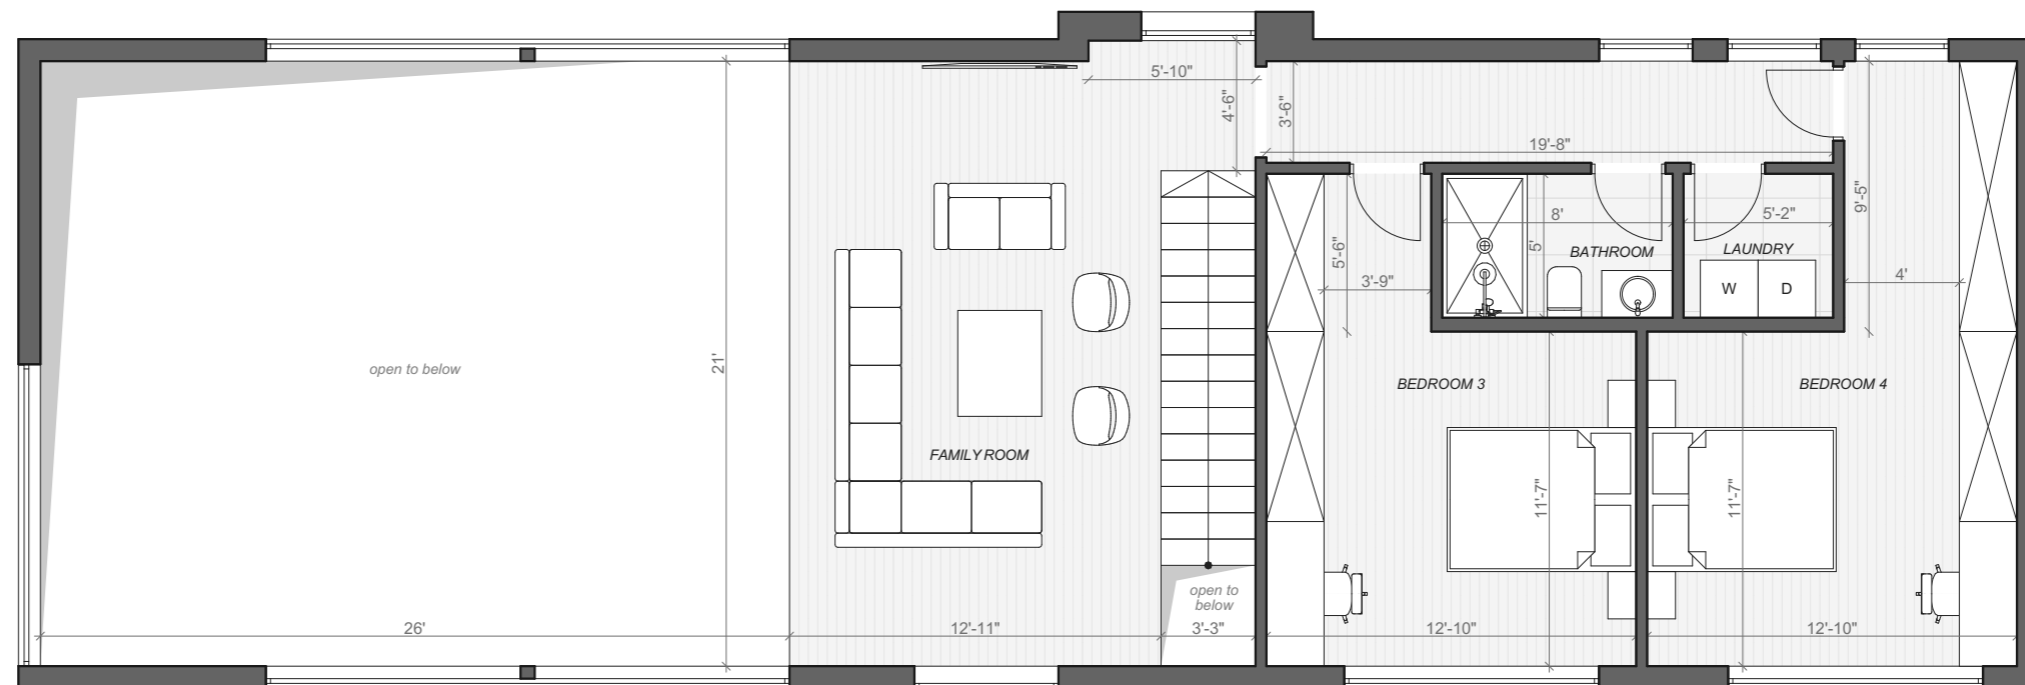 5'-10"
4'-6"
3'-6"
19'-8"
9'-5"
8'
5'-2"
5'-6"
5'
BATHROOM
LAUNDRY
3'-9"
4'
W
D
open to below
21'
BEDROOM 3
BEDROOM 4
FAMILY ROOM
11'-7"
11'-7"
open to
below
26'
12'-11"
3'-3"
12'-10"
12'-10"